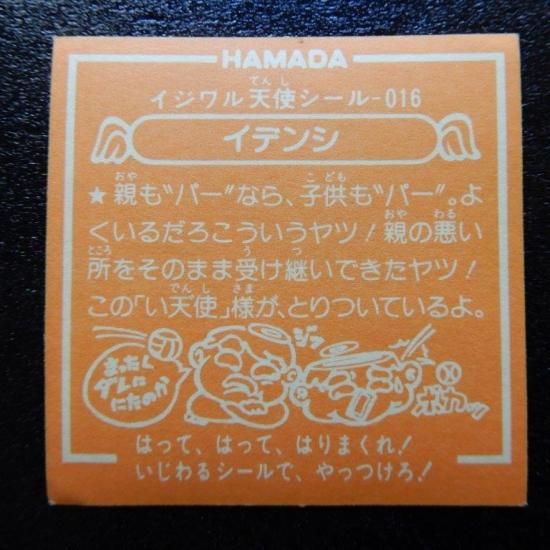 HAMADA
イジワル天使シール-016
イデンシ
★親も“パー”なら、子供も“パー”。よ
くいるだろこういうヤツ！親の悪い
所をそのまま受け継いできたヤツ！
この「い天使」様が、とりついているよ。
まったく
ダレに
にたのか
ジッ
ポカッ
はって、はって、はりまくれ！
いじわるシールで、やっつけろ！